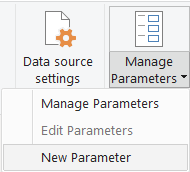 Data source
settings
Manage
Parameters
Manage Parameters
Edit Parameters
New Parameter